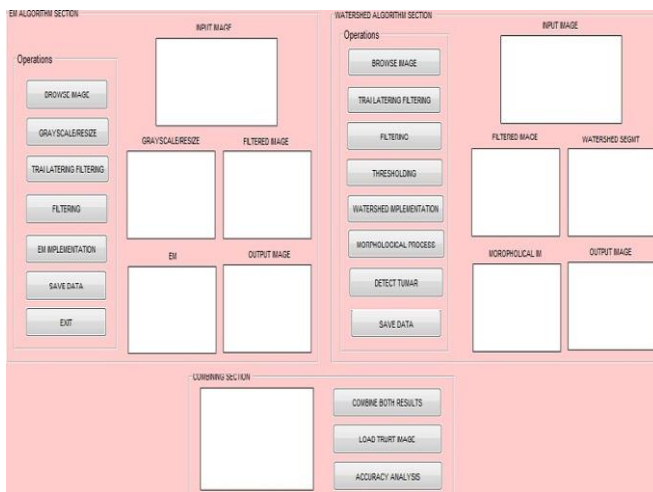 EM ALGORITHM SECTION
INPUT IMAGE
Operations
BROWSE IMAGE
GRAYSCALE/RESIZE
TRAI LATERING FILTERING
FILTERING
EM IMPLEMENTATION
SAVE DATA
EXIT
GRAYSCALE/RESIZE
FILTERED IMAGE
EM
OUTPUT IMAGE
WATERSHED ALGORITHM SECTION
INPUT IMAGE
Operations
BROWSE IMAGE
TRAI LATERING FILTERING
FILTERING
THRESHOLDING
WATERSHED IMPLEMENTATION
MORPHOLOGICAL PROCESS
DETECT TUMAR
SAVE DATA
FILTERED IMAGE
WATERSHED SEGMT
MOROPHOLICAL IM
OUTPUT IMAGE
COMBINING SECTION
COMBINE BOTH RESULTS
LOAD TRURT IMAGE
ACCURACY ANALYSIS